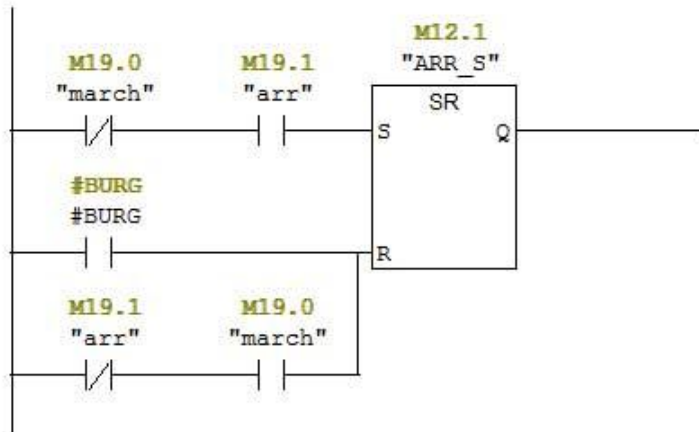 M12.1
M19.0 M19.1 "ARR_S"
"march" "arr" SR
S Q
#BURG
#BURG
R
M19.1 M19.0
"arr" "march"